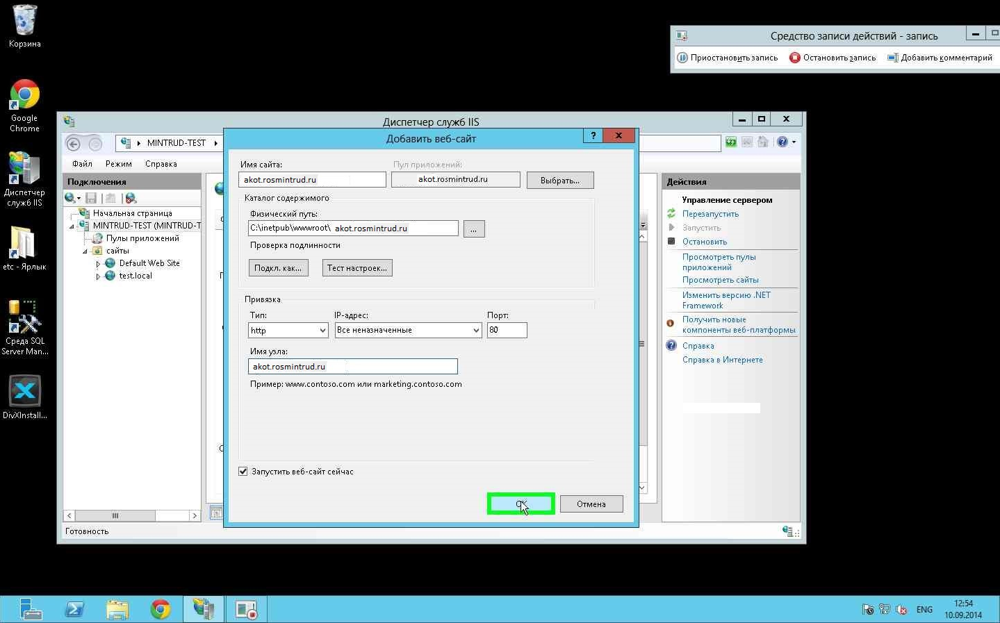 Корзина
Google
Chrome
Диспетчер
служб IIS
etc - Ярлык
Среда SQL
Server Man...
DivXInstall...
Средство записи действий - запись
Приостановить запись
Остановить запись
Добавить комментарий
Диспетчер служб IIS
MINTRUD-TEST
Файл Режим Справка
Подключения
Начальная страница
MINTRUD-TEST (MINTRUD-T
Пулы приложений
сайты
Default Web Site
test.local
Готовность
Добавить веб-сайт
Имя сайта:
Пул приложений:
akot.rosmintrud.ru
akot.rosmintrud.ru
Выбрать...
Каталог содержимого
Физический путь:
C:\inetpub\wwwroot\ akot.rosmintrud.ru
...
Проверка подлинности
Подкл. как...
Тест настроек...
Привязка
Тип:
IP-адрес:
Порт:
http
Все неназначенные
80
Имя узла:
akot.rosmintrud.ru
Пример: www.contoso.com или marketing.contoso.com
Запустить веб-сайт сейчас
OK
Отмена
Действия
Управление сервером
Перезапустить
Запустить
Остановить
Просмотреть пулы
приложений
Просмотреть сайты
Изменить версию .NET
Framework
Получить новые
компоненты веб-платформы
Справка
Справка в Интернете
ENG
12:54
10.09.2014